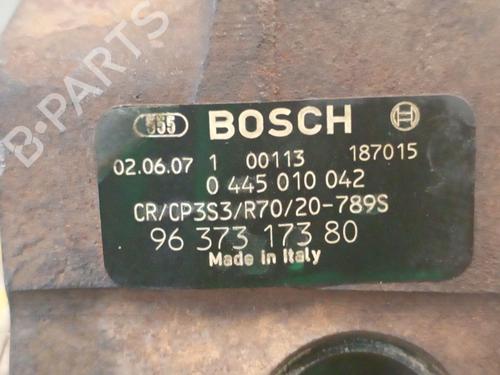 B-PARTS
555 BOSCH
02.06.07 1 00113 187015
0 445 010 042
CR/CP3S3/R70/20-789S
96 373 173 80
Made in Italy